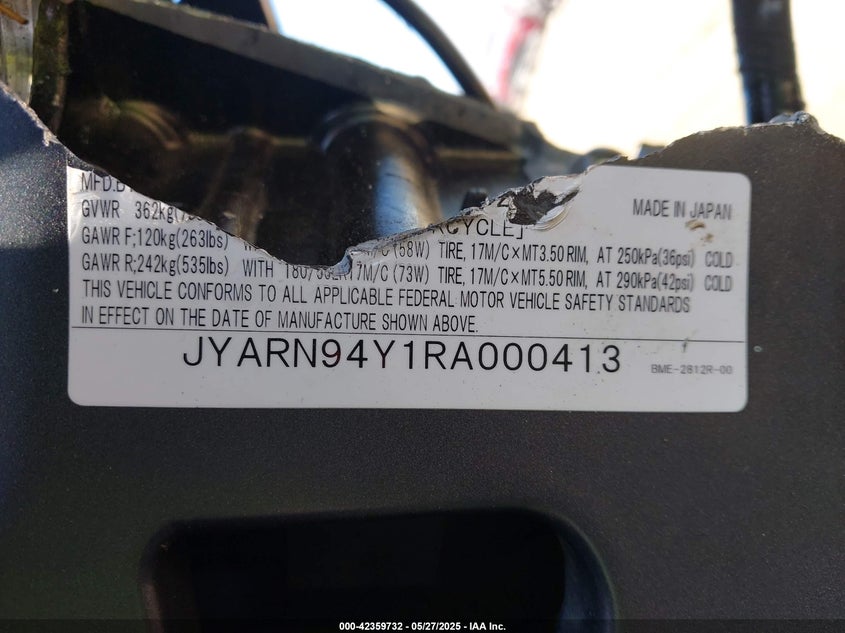 MFD.B
GVWR 362kg(
CYCLE]
MADE IN JAPAN
GAWR F;120kg(263lbs) (58W) TIRE, 17M/C×MT3.50 RIM, AT 250kPa(36psi) COLD
GAWR R;242kg(535lbs) WITH 17M/C (73W) TIRE, 17M/C×MT5.50 RIM, AT 290kPa(42psi) COLD
THIS VEHICLE CONFORMS TO ALL APPLICABLE FEDERAL MOTOR VEHICLE SAFETY STANDARDS
IN EFFECT ON THE DATE OF MANUFACTURE SHOWN ABOVE.
JYARN94Y1RA000413
BME-2812R-00
000-42359732 - 05/27/2025 - IAA Inc.